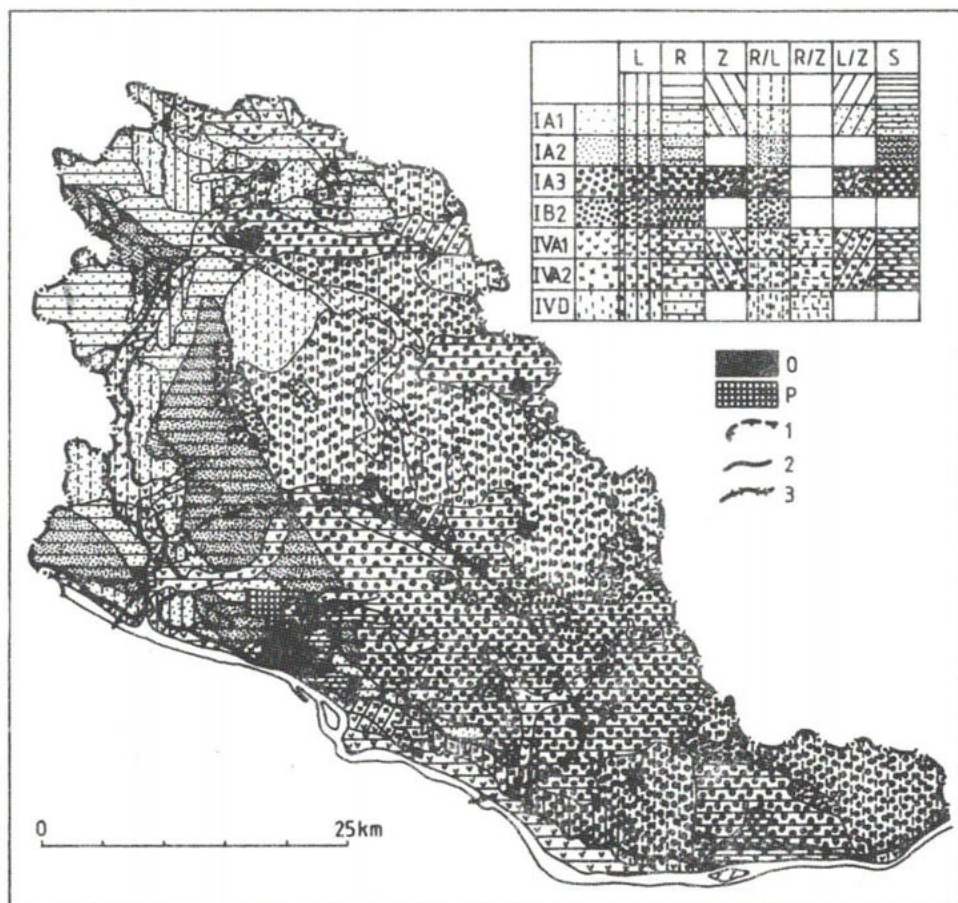 L R Z R/L R/Z L/Z S
IA1
IA2
IA3
IB2
IVA1
IVA2
IVD
0
P
1
2
3
0 25km